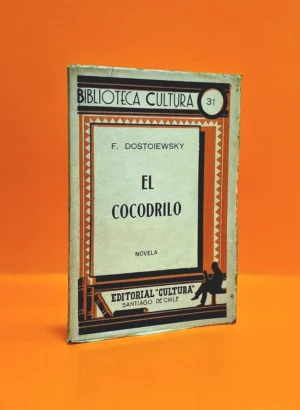 BIBLIOTECA CULTURA 31
F. DOSTOIEWSKY
EL
COCODRILO
NOVELA
EDITORIAL "CULTURA"
SANTIAGO DE CHILE